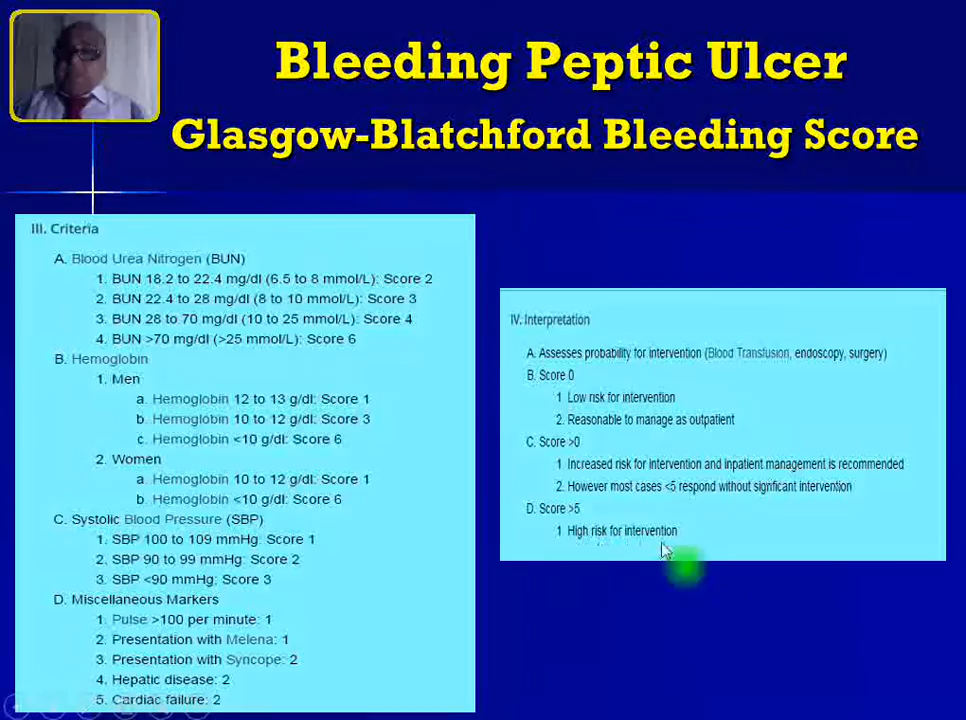 Bleeding Peptic Ulcer
Glasgow-Blatchford Bleeding Score
III. Criteria
A. Blood Urea Nitrogen (BUN)
1. BUN 18.2 to 22.4 mg/dl (6.5 to 8 mmol/L): Score 2
2. BUN 22.4 to 28 mg/dl (8 to 10 mmol/L): Score 3
3. BUN 28 to 70 mg/dl (10 to 25 mmol/L): Score 4
4. BUN >70 mg/dl (>25 mmol/L): Score 6
B. Hemoglobin
1. Men
a. Hemoglobin 12 to 13 g/dl: Score 1
b. Hemoglobin 10 to 12 g/dl: Score 3
c. Hemoglobin <10 g/dl: Score 6
2. Women
a. Hemoglobin 10 to 12 g/dl: Score 1
b. Hemoglobin <10 g/dl: Score 6
C. Systolic Blood Pressure (SBP)
1. SBP 100 to 109 mmHg: Score 1
2. SBP 90 to 99 mmHg: Score 2
3. SBP <90 mmHg: Score 3
D. Miscellaneous Markers
1. Pulse >100 per minute: 1
2. Presentation with Melena: 1
3. Presentation with Syncope: 2
4. Hepatic disease: 2
5. Cardiac failure: 2
IV. Interpretation
A. Assesses probability for intervention (Blood Transfusion, endoscopy, surgery)
B. Score 0
1 Low risk for intervention
2. Reasonable to manage as outpatient
C. Score >0
1 Increased risk for intervention and inpatient management is recommended
2. However most cases <5 respond without significant intervention
D. Score >5
1 High risk for intervention